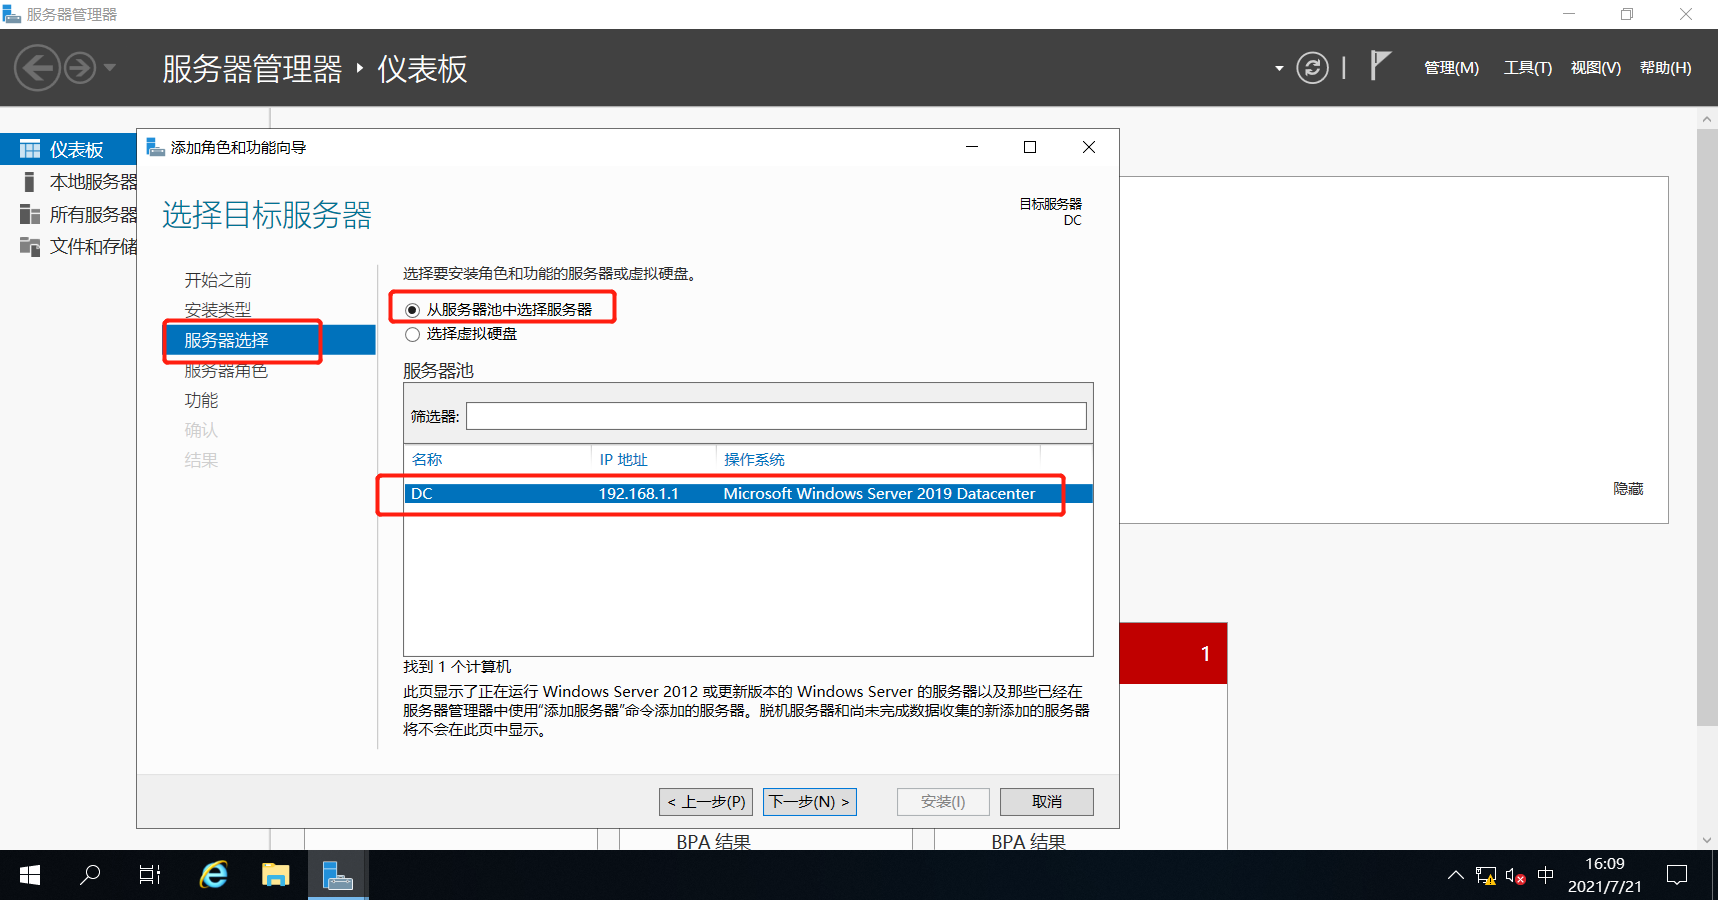 服务器管理器
服务器管理器 ‣ 仪表板
管理(M) 工具(T) 视图(V) 帮助(H)
仪表板
本地服务器
所有服务器
文件和存储
添加角色和功能向导
选择目标服务器
目标服务器
DC
开始之前
安装类型
服务器选择
服务器角色
功能
确认
结果
选择要安装角色和功能的服务器或虚拟硬盘。
从服务器池中选择服务器
选择虚拟硬盘
服务器池
筛选器:
名称 IP 地址 操作系统
DC 192.168.1.1 Microsoft Windows Server 2019 Datacenter
找到 1 个计算机
此页显示了正在运行 Windows Server 2012 或更新版本的 Windows Server 的服务器以及那些已经在
服务器管理器中使用"添加服务器"命令添加的服务器。脱机服务器和尚未完成数据收集的新添加的服务器
将不会在此页中显示。
< 上一步(P) 下一步(N) > 安装(I) 取消
隐藏
1
BPA 结果 BPA 结果
中
16:09
2021/7/21